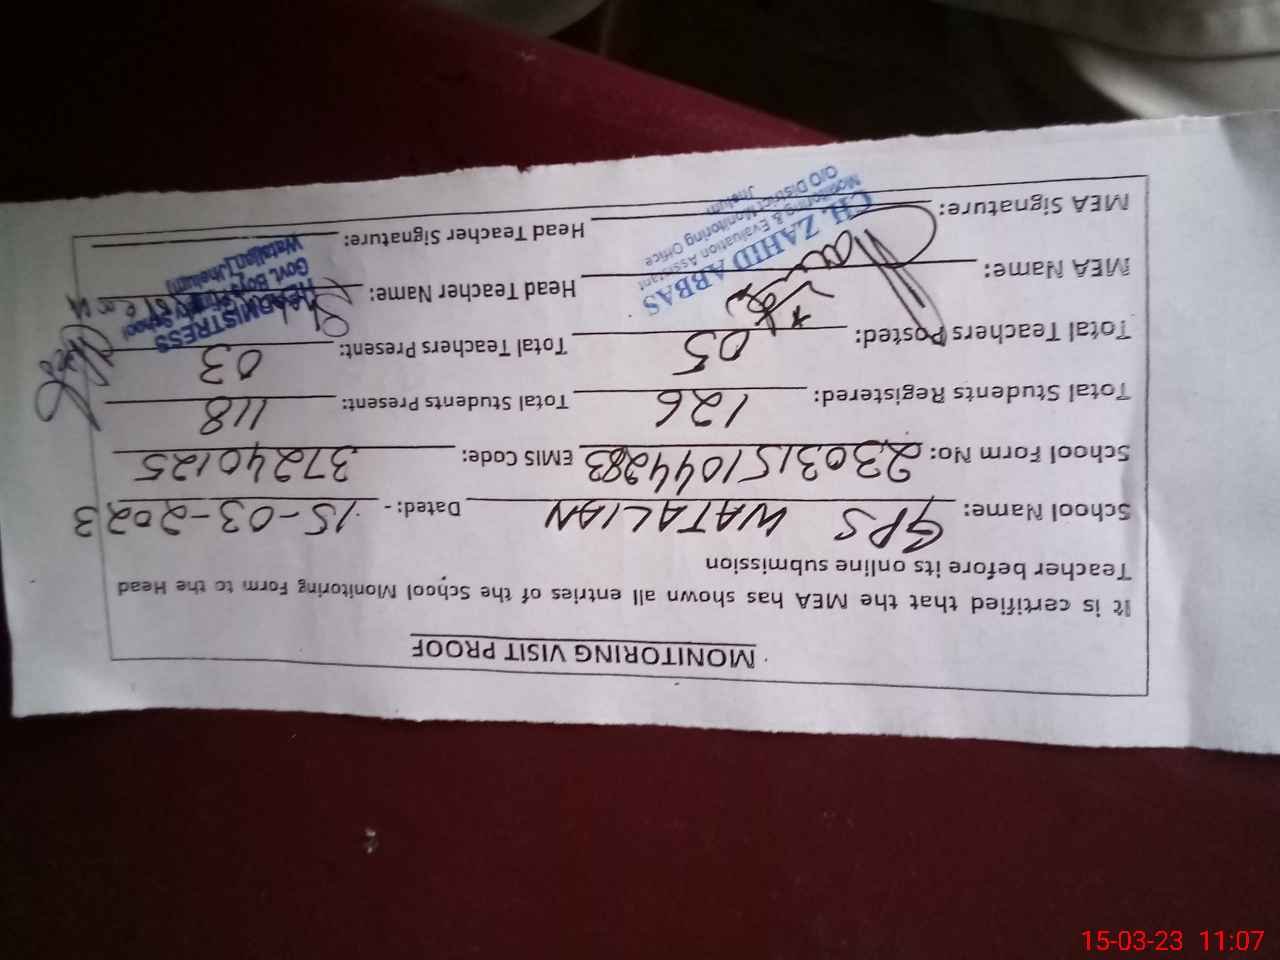 MONITORING VISIT PROOF
It is certified that the MEA has shown all entries of the School Monitoring Form to the Head
Teacher before its online submission
School Name: GPS WATALIAN Dated: - 15-03-2023
School Form No: 2303151044283 EMIS Code: 37240125
Total Students Registered: 126 Total Students Present: 118
Total Teachers Posted: 05 Total Teachers Present: 03
MEA Name: Head Teacher Name:
MEA Signature: Head Teacher Signature:
CH. ZAHID ABBAS
Monitoring & Evaluation Assistant
O/O District Monitoring Office
Jhelum
HEADMISTRESS
Govt. Boys School
Watalian (Jhelum)
15-03-23 11:07